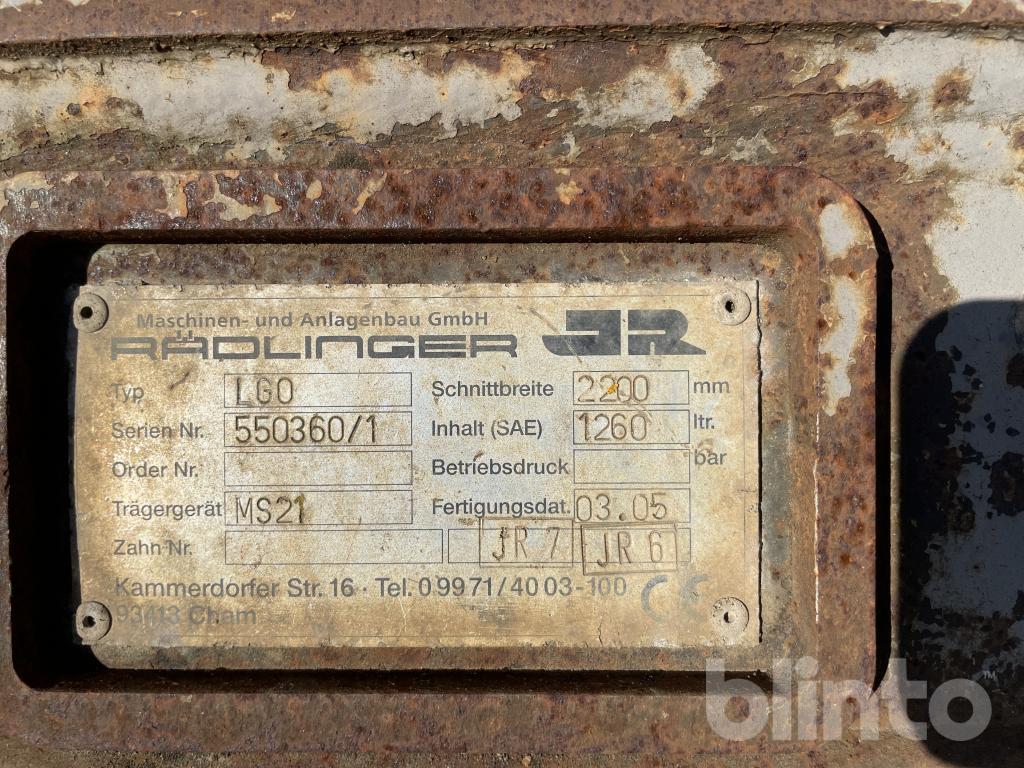 Maschinen- und Anlagenbau GmbH
RÄDLINGER JR
Typ LGO Schnittbreite 2200 mm
Serien Nr. 550360/1 Inhalt (SAE) 1260 ltr.
Order Nr. Betriebsdruck bar
Trägergerät MS21 Fertigungsdat. 03.05
Zahn Nr. JR 7 JR 6
Kammerdorfer Str. 16 · Tel. 0 99 71 / 40 03 - 100 CE
93413 Cham
blinto™